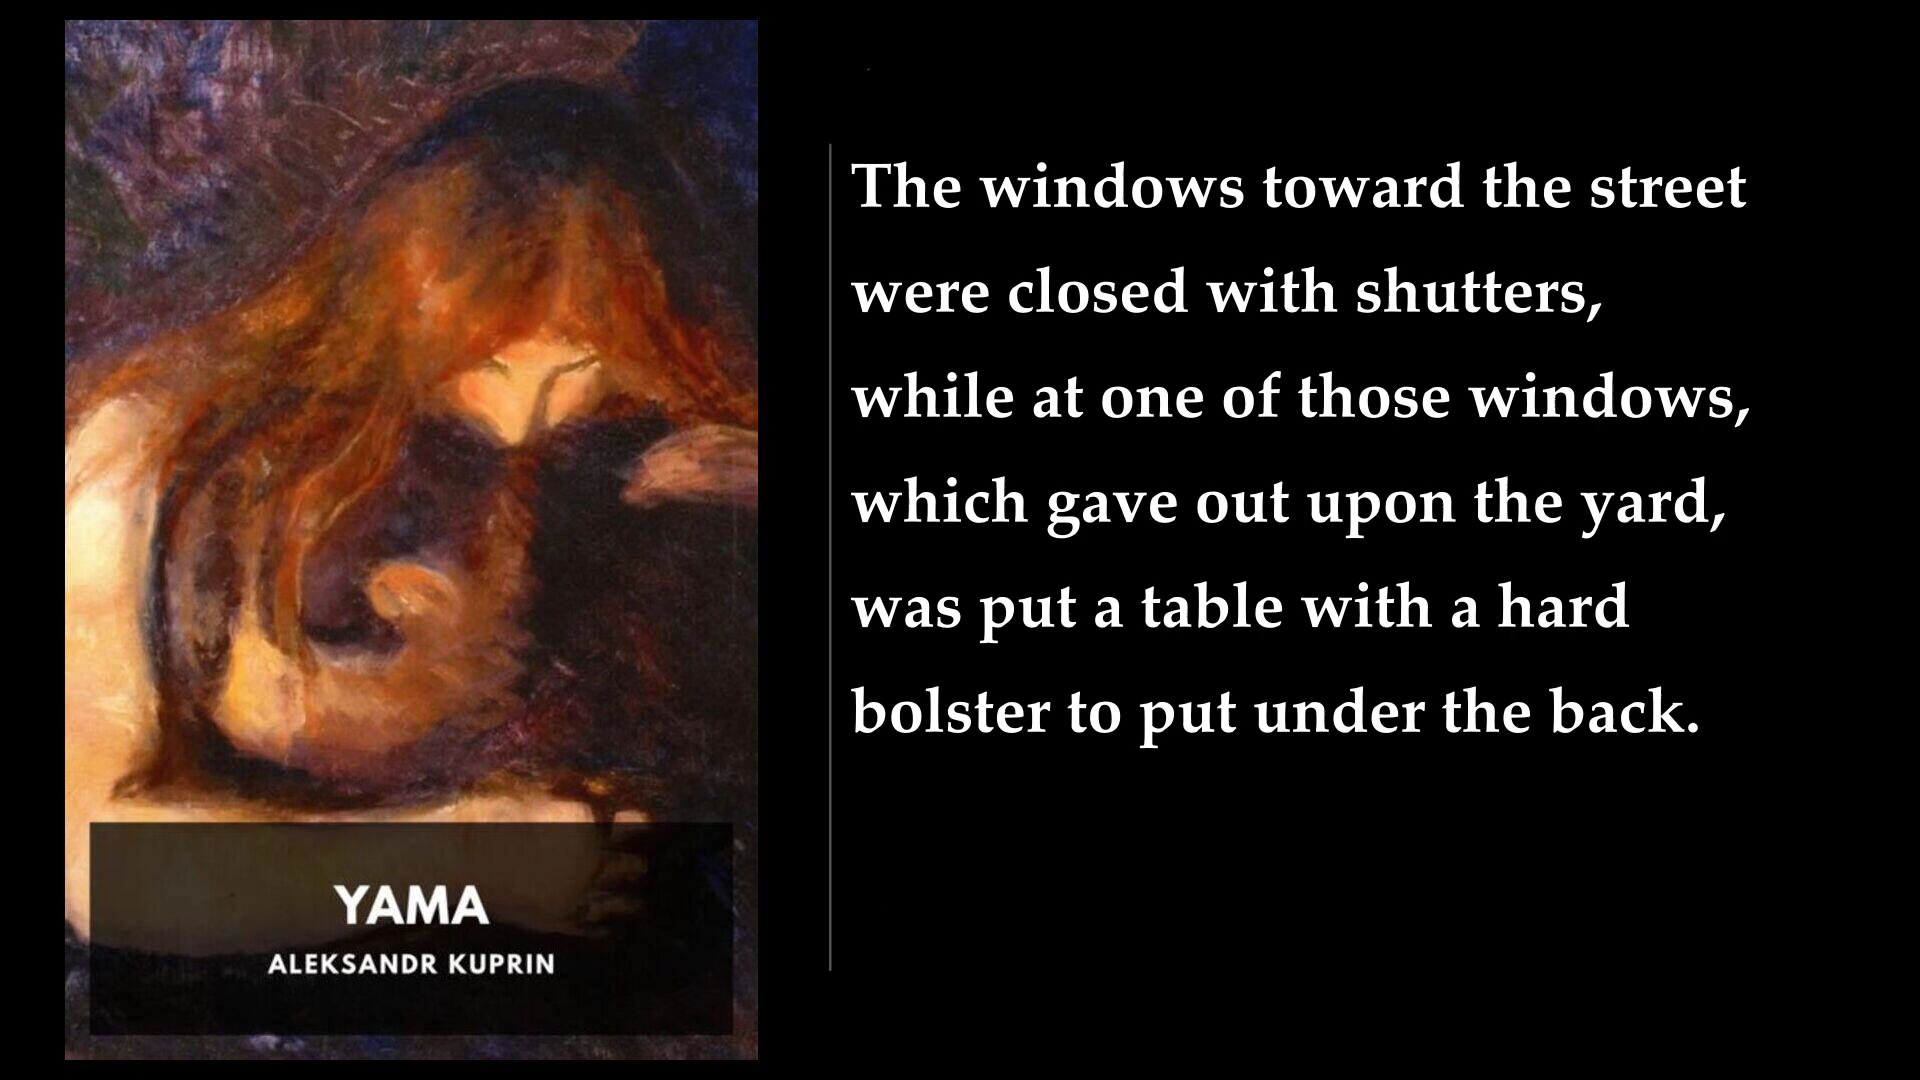 The windows toward the street
were closed with shutters,
while at one of those windows,
which gave out upon the yard,
was put a table with a hard
bolster to put under the back.
YAMA
ALEKSANDR KUPRIN